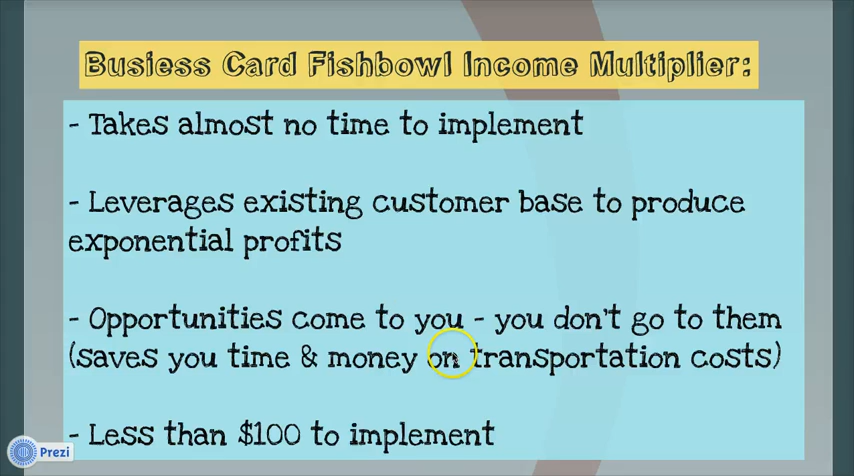 Busiess Card Fishbowl Income Multiplier:
- Takes almost no time to implement
- Leverages existing customer base to produce
exponential profits
- Opportunities come to you - you don't go to them
(saves you time & money on transportation costs)
- Less than $100 to implement
Prezi